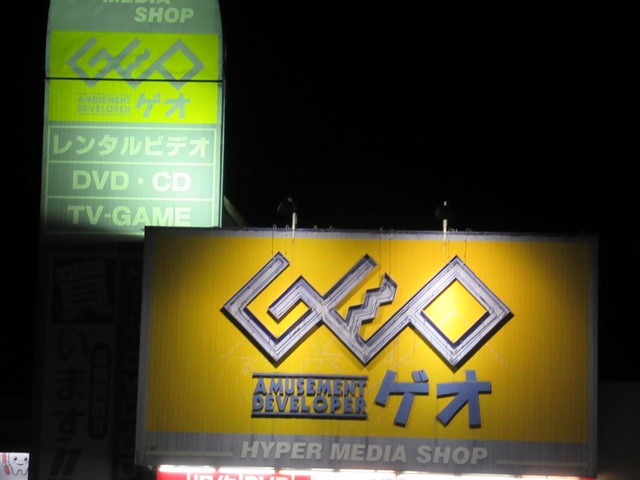 MEDIA
SHOP
GEO
AMUSEMENT
DEVELOPER
ゲオ
レンタルビデオ
DVD・CD
TV-GAME
買
GEO
AMUSEMENT
DEVELOPER
ゲオ
HYPER MEDIA SHOP